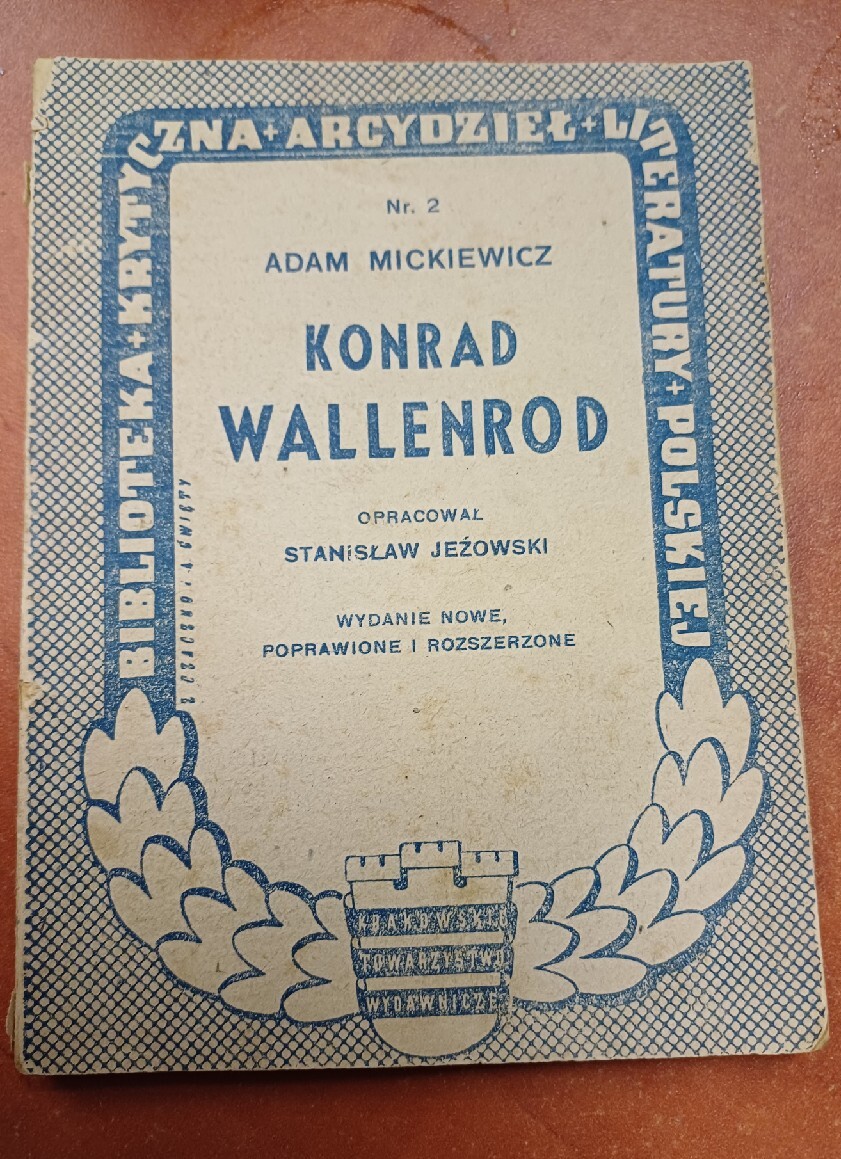 BIBLIOTEKA+KRYTYCZNA+ARCYDZIEŁ+LITERATURY+POLSKIEJ
Nr. 2
ADAM MICKIEWICZ
KONRAD
WALLENROD
OPRACOWAŁ
STANISŁAW JEŻOWSKI
WYDANIE NOWE,
POPRAWIONE I ROZSZERZONE
KRAKOWSKIE
TOWARZYSTWO
WYDAWNICZE